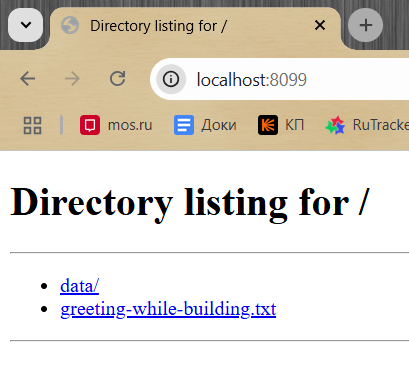 Directory listing for /
localhost:8099
mos.ru Доки КП RuTracke
Directory listing for /
data/
greeting-while-building.txt